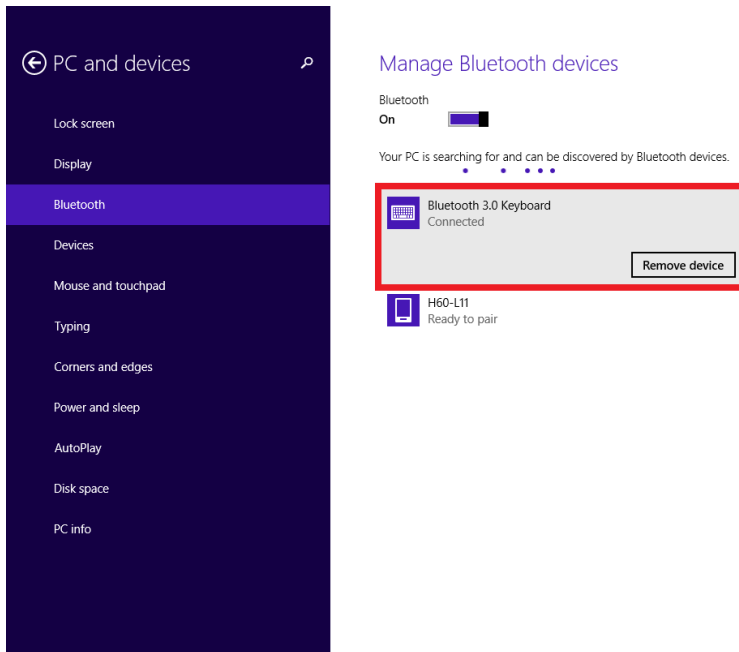 PC and devices
Lock screen
Display
Bluetooth
Devices
Mouse and touchpad
Typing
Corners and edges
Power and sleep
AutoPlay
Disk space
PC info
Manage Bluetooth devices
Bluetooth
On
Your PC is searching for and can be discovered by Bluetooth devices.
Bluetooth 3.0 Keyboard
Connected
Remove device
H60-L11
Ready to pair